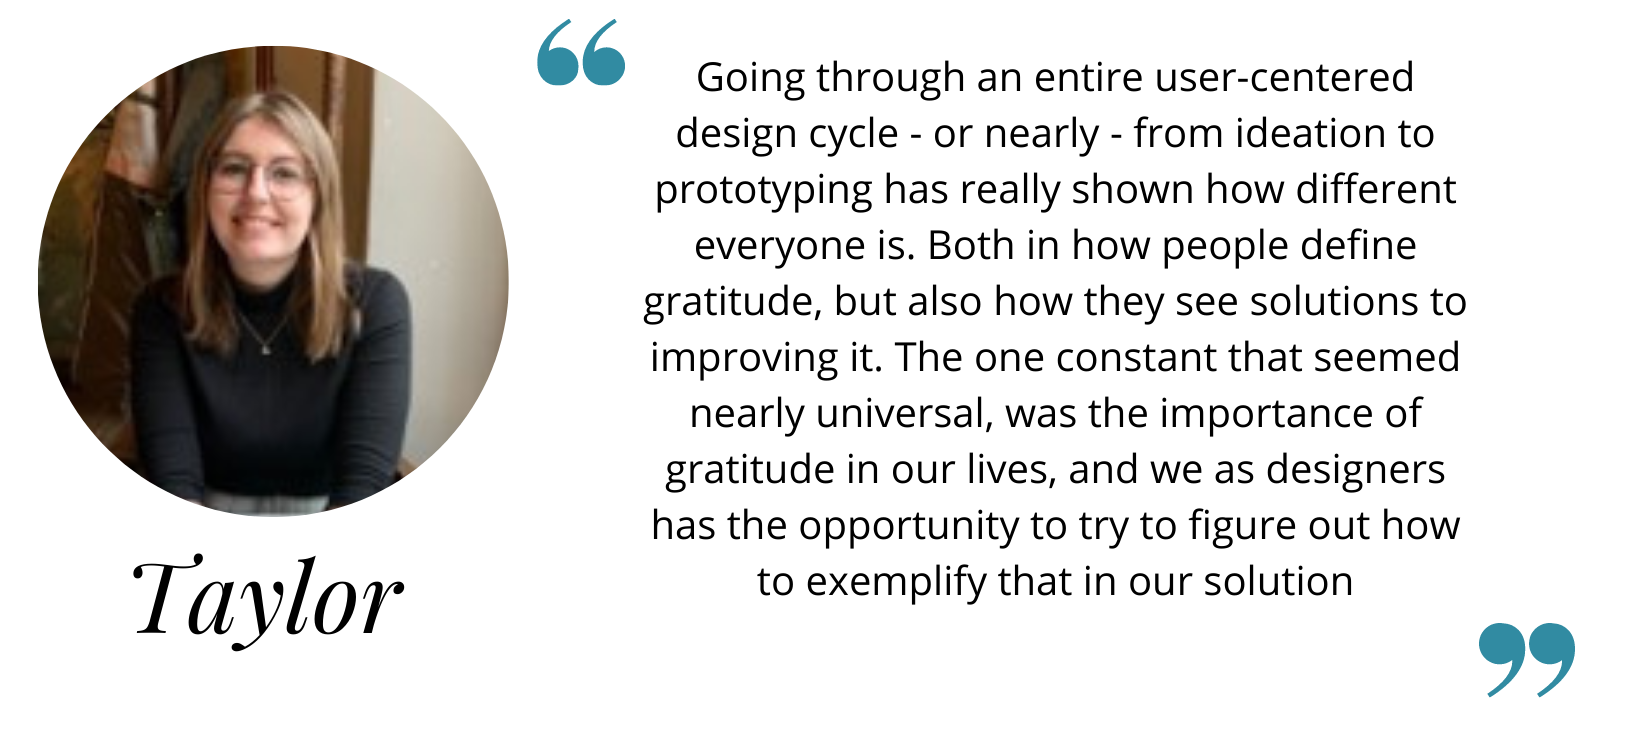 “
Going through an entire user-centered
design cycle - or nearly - from ideation to
prototyping has really shown how different
everyone is. Both in how people define
gratitude, but also how they see solutions to
improving it. The one constant that seemed
nearly universal, was the importance of
gratitude in our lives, and we as designers
has the opportunity to try to figure out how
to exemplify that in our solution
”
Taylor